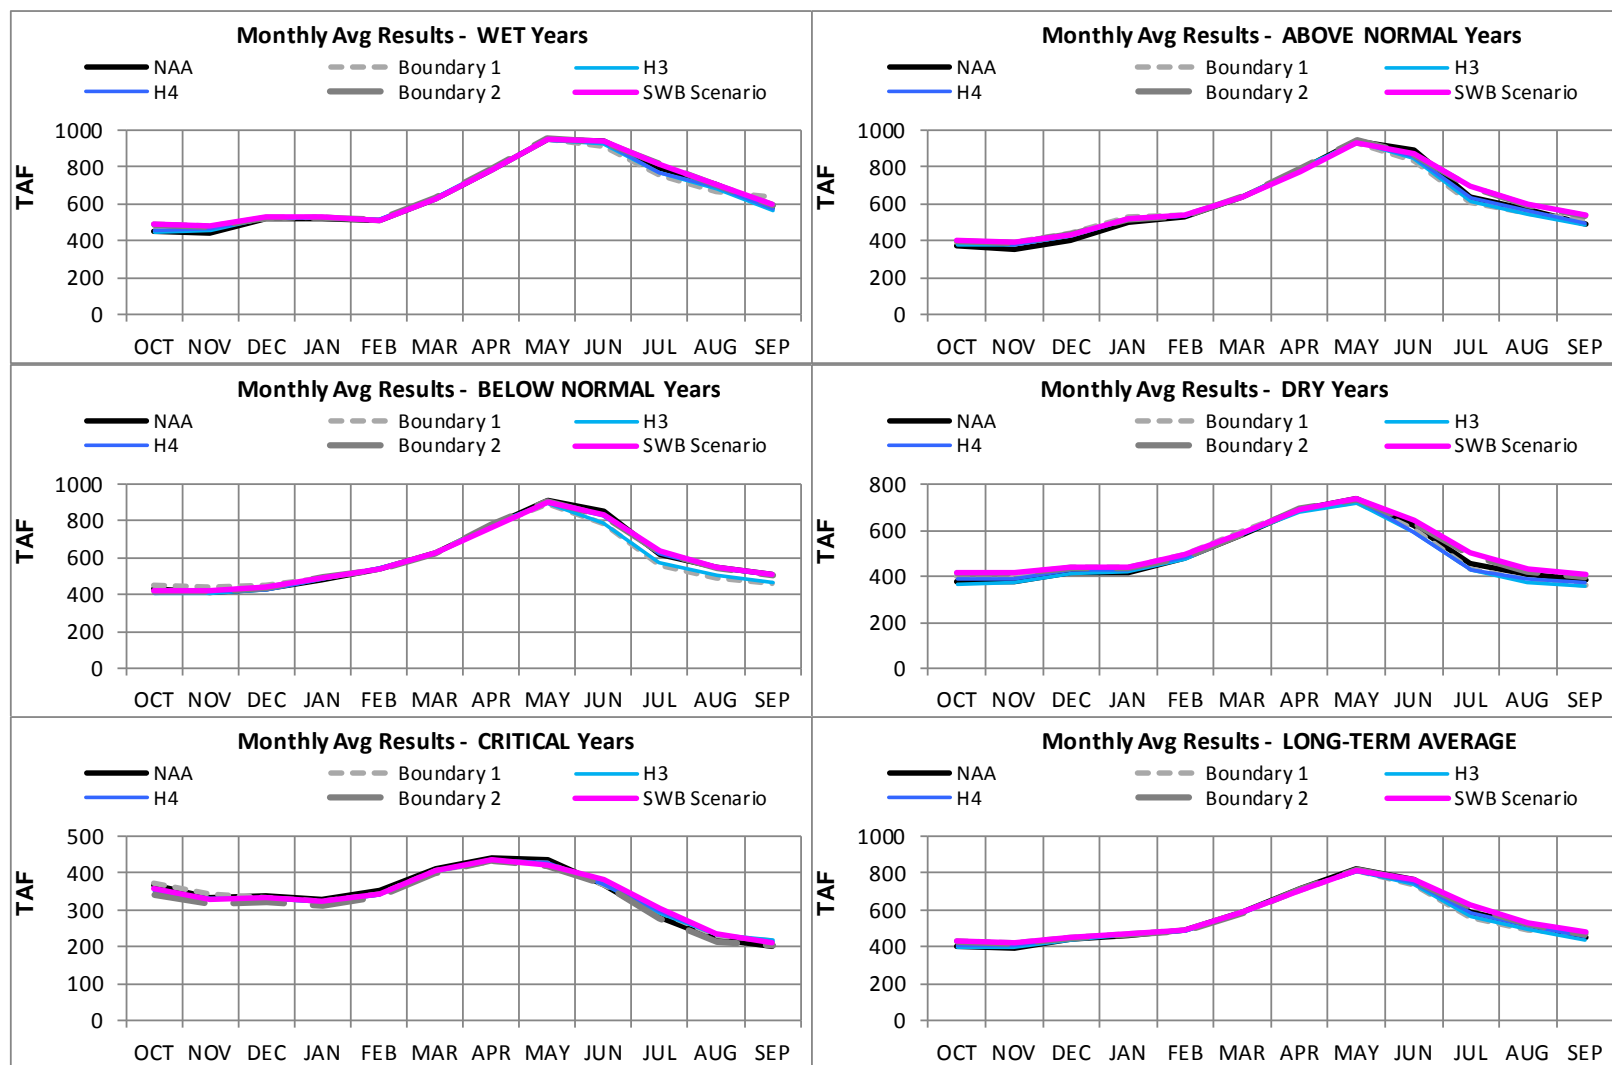 Monthly Avg Results - WET Years
NAA Boundary 1 H3
H4 Boundary 2 SWB Scenario
TAF
1000
800
600
400
200
0
OCT NOV DEC JAN FEB MAR APR MAY JUN JUL AUG SEP
Monthly Avg Results - ABOVE NORMAL Years
NAA Boundary 1 H3
H4 Boundary 2 SWB Scenario
TAF
1000
800
600
400
200
0
OCT NOV DEC JAN FEB MAR APR MAY JUN JUL AUG SEP
Monthly Avg Results - BELOW NORMAL Years
NAA Boundary 1 H3
H4 Boundary 2 SWB Scenario
TAF
1000
800
600
400
200
0
OCT NOV DEC JAN FEB MAR APR MAY JUN JUL AUG SEP
Monthly Avg Results - DRY Years
NAA Boundary 1 H3
H4 Boundary 2 SWB Scenario
TAF
800
600
400
200
0
OCT NOV DEC JAN FEB MAR APR MAY JUN JUL AUG SEP
Monthly Avg Results - CRITICAL Years
NAA Boundary 1 H3
H4 Boundary 2 SWB Scenario
TAF
500
400
300
200
100
0
OCT NOV DEC JAN FEB MAR APR MAY JUN JUL AUG SEP
Monthly Avg Results - LONG-TERM AVERAGE
NAA Boundary 1 H3
H4 Boundary 2 SWB Scenario
TAF
1000
800
600
400
200
0
OCT NOV DEC JAN FEB MAR APR MAY JUN JUL AUG SEP